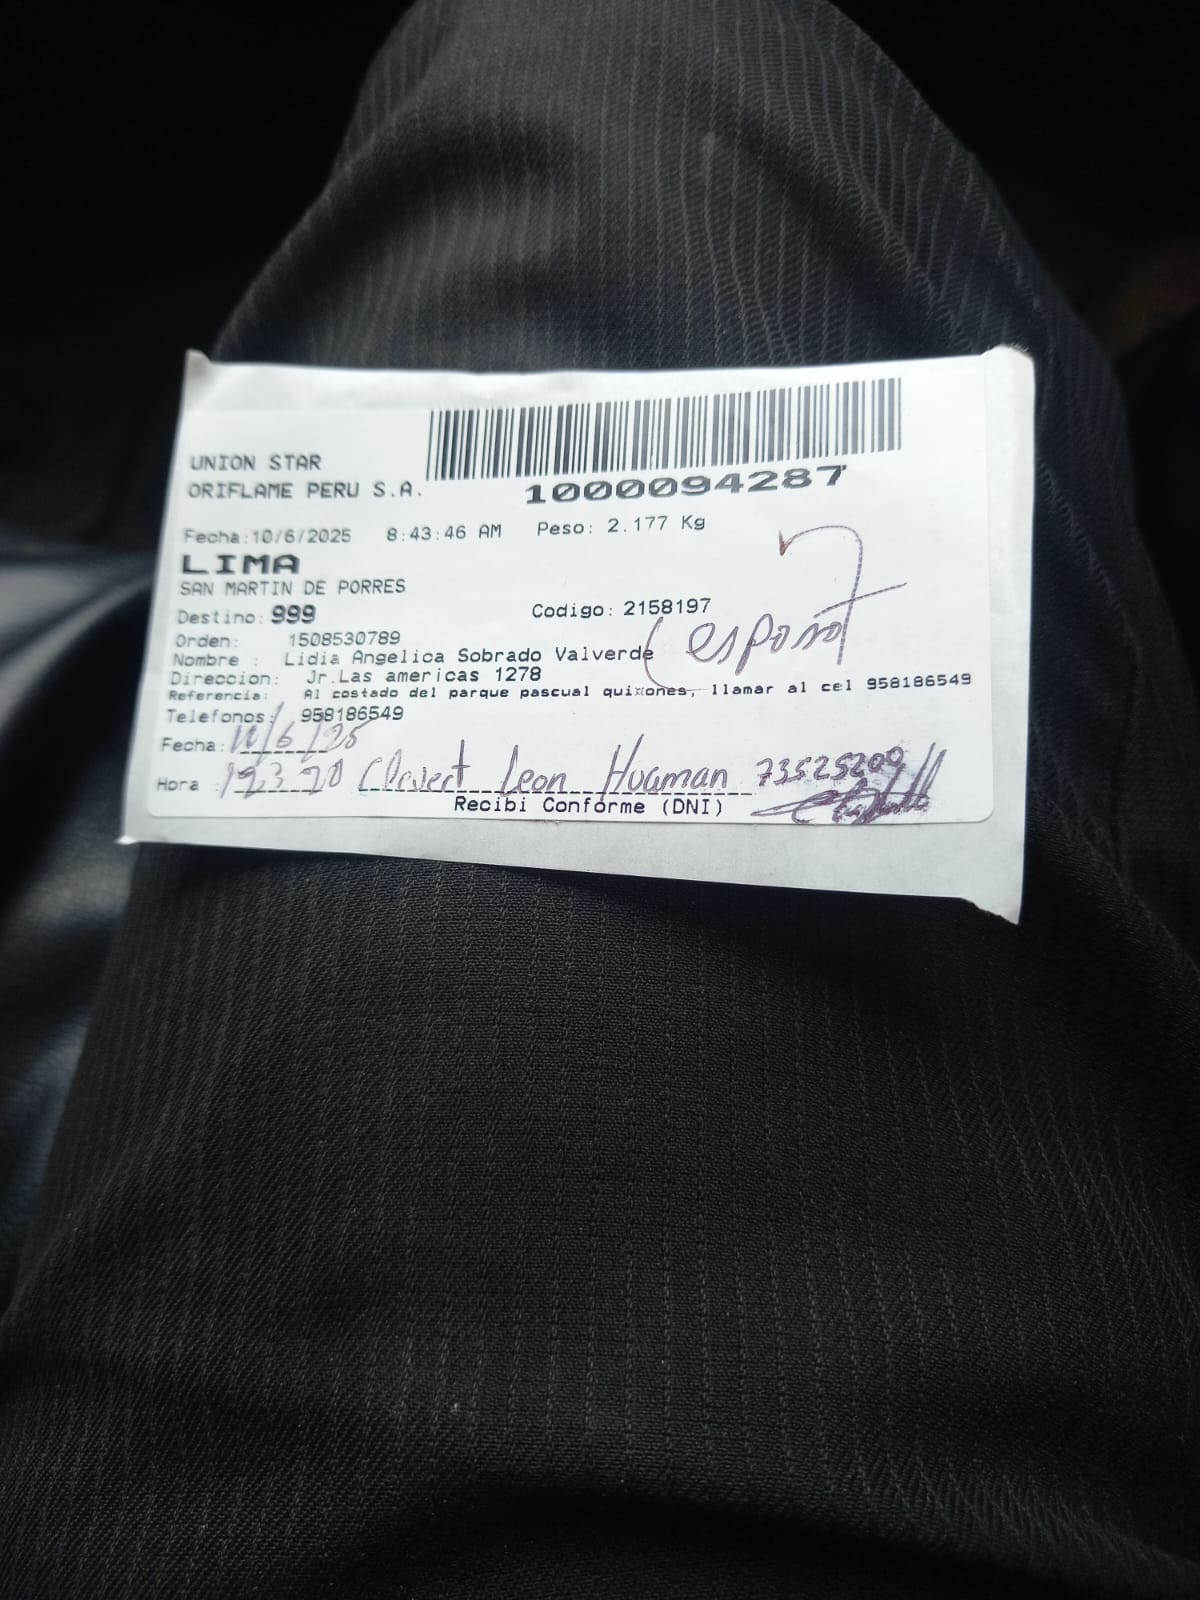 UNION STAR
ORIFLAME PERU S.A.
1000094287
Fecha:10/6/2025 8:43:46 AM Peso: 2.177 Kg
LIMA
SAN MARTIN DE PORRES
Destino: 999 Codigo: 2158197
Orden: 1508530789
Nombre : Lidia Angelica Sobrado Valverde
(esposo)
Direccion: Jr.Las americas 1278
Referencia: Al costado del parque pascual quiñones, llamar al cel 958186549
Telefonos: 958186549
Fecha: 10/6/25
Hora : Leon Huaman 73525209
Recibi Conforme (DNI)